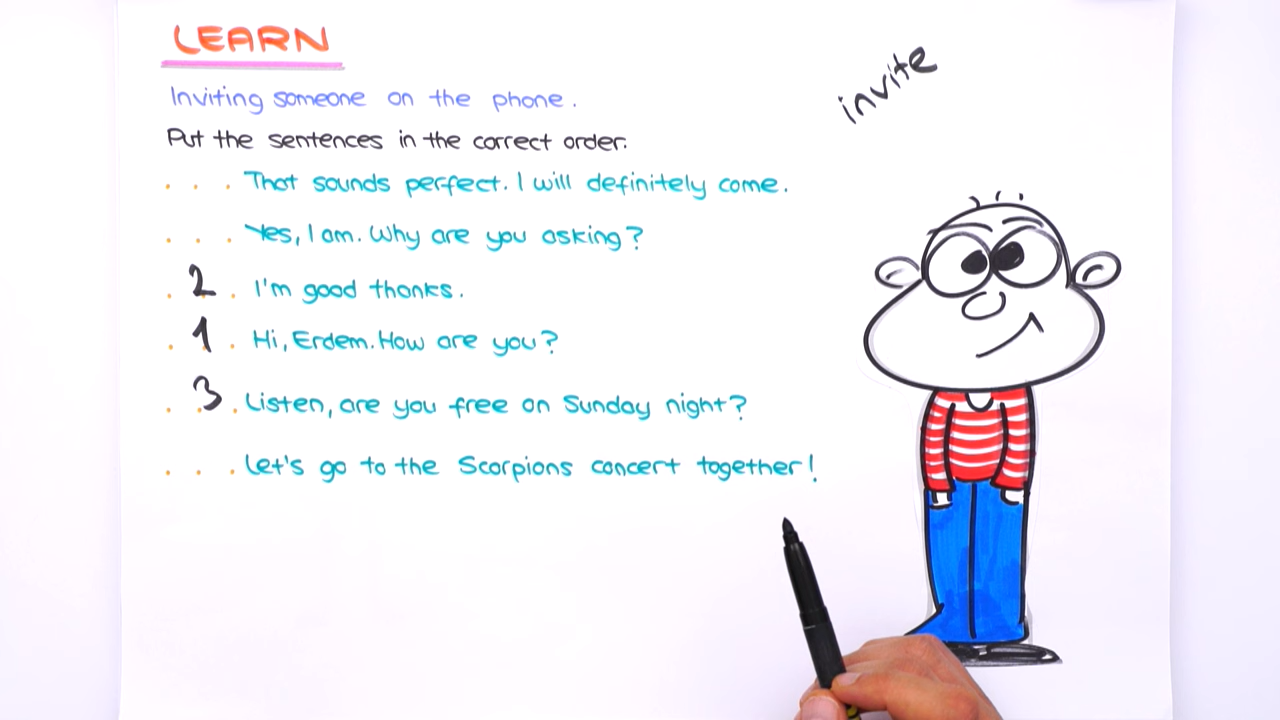 LEARN
invite
Inviting someone on the phone.
Put the sentences in the correct order.
. . . That sounds perfect. I will definitely come.
. . . Yes, I am. Why are you asking?
. 2 . I'm good thanks.
. 1 . Hi, Erdem. How are you?
. 3 . Listen, are you free on Sunday night?
. . . Let's go to the Scorpions concert together!